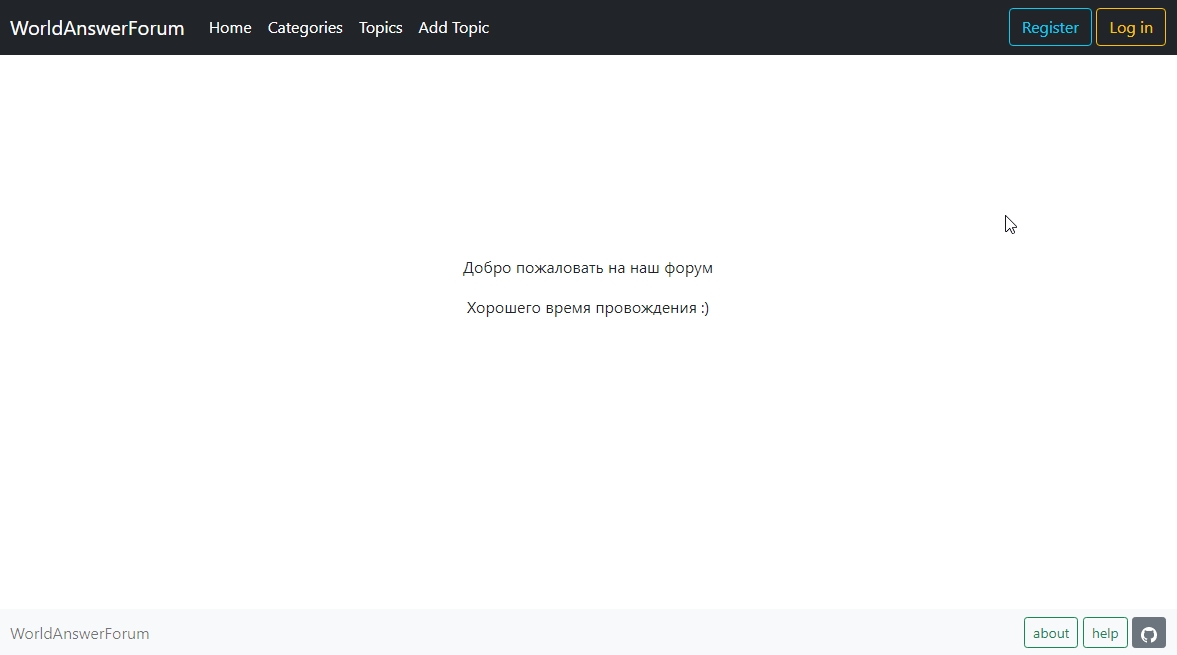 WorldAnswerForum Home Categories Topics Add Topic Register Log in
Добро пожаловать на наш форум
Хорошего время провождения :)
WorldAnswerForum about help